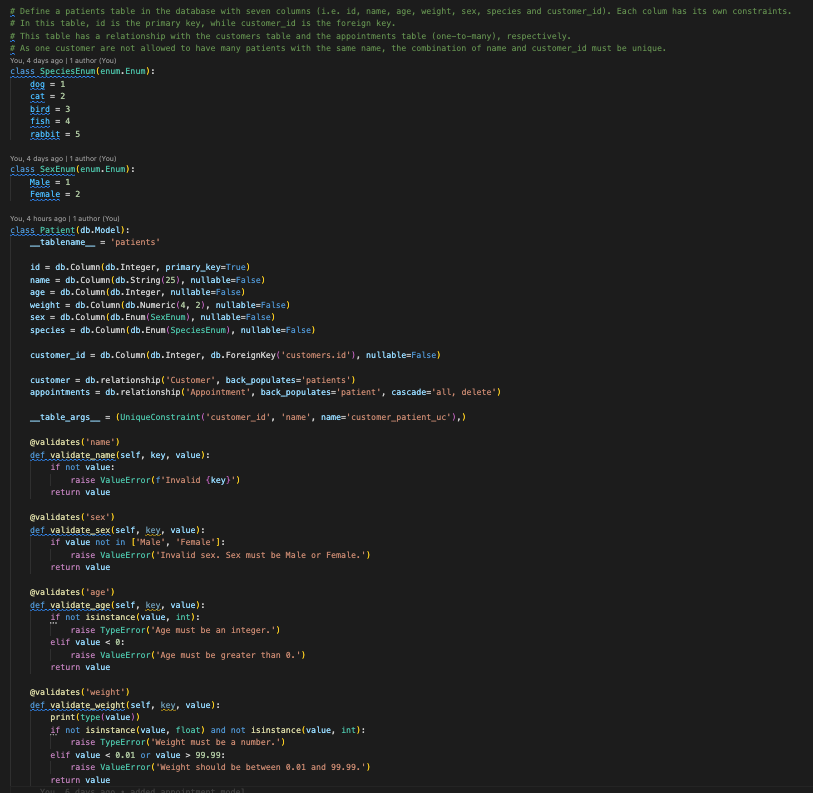 # Define a patients table in the database with seven columns (i.e. id, name, age, weight, sex, species and customer_id). Each colum has its own constraints.
# In this table, id is the primary key, while customer_id is the foreign key.
# This table has a relationship with the customers table and the appointments table (one-to-many), respectively.
# As one customer are not allowed to have many patients with the same name, the combination of name and customer_id must be unique.
You, 4 days ago | 1 author (You)
class SpeciesEnum(enum.Enum):
    dog = 1
    cat = 2
    bird = 3
    fish = 4
    rabbit = 5
You, 4 days ago | 1 author (You)
class SexEnum(enum.Enum):
    Male = 1
    Female = 2
You, 4 hours ago | 1 author (You)
class Patient(db.Model):
    __tablename__ = 'patients'
    id = db.Column(db.Integer, primary_key=True)
    name = db.Column(db.String(25), nullable=False)
    age = db.Column(db.Integer, nullable=False)
    weight = db.Column(db.Numeric(4, 2), nullable=False)
    sex = db.Column(db.Enum(SexEnum), nullable=False)
    species = db.Column(db.Enum(SpeciesEnum), nullable=False)
    customer_id = db.Column(db.Integer, db.ForeignKey('customers.id'), nullable=False)
    customer = db.relationship('Customer', back_populates='patients')
    appointments = db.relationship('Appointment', back_populates='patient', cascade='all, delete')
    __table_args__ = (UniqueConstraint('customer_id', 'name', name='customer_patient_uc'),)
    @validates('name')
    def validate_name(self, key, value):
        if not value:
            raise ValueError(f'Invalid {key}')
        return value
    @validates('sex')
    def validate_sex(self, key, value):
        if value not in ['Male', 'Female']:
            raise ValueError('Invalid sex. Sex must be Male or Female.')
        return value
    @validates('age')
    def validate_age(self, key, value):
        if not isinstance(value, int):
            raise TypeError('Age must be an integer.')
        elif value < 0:
            raise ValueError('Age must be greater than 0.')
        return value
    @validates('weight')
    def validate_weight(self, key, value):
        print(type(value))
        if not isinstance(value, float) and not isinstance(value, int):
            raise TypeError('Weight must be a number.')
        elif value < 0.01 or value > 99.99:
            raise ValueError('Weight should be between 0.01 and 99.99.')
        return value
You, 6 days ago • added appointment model